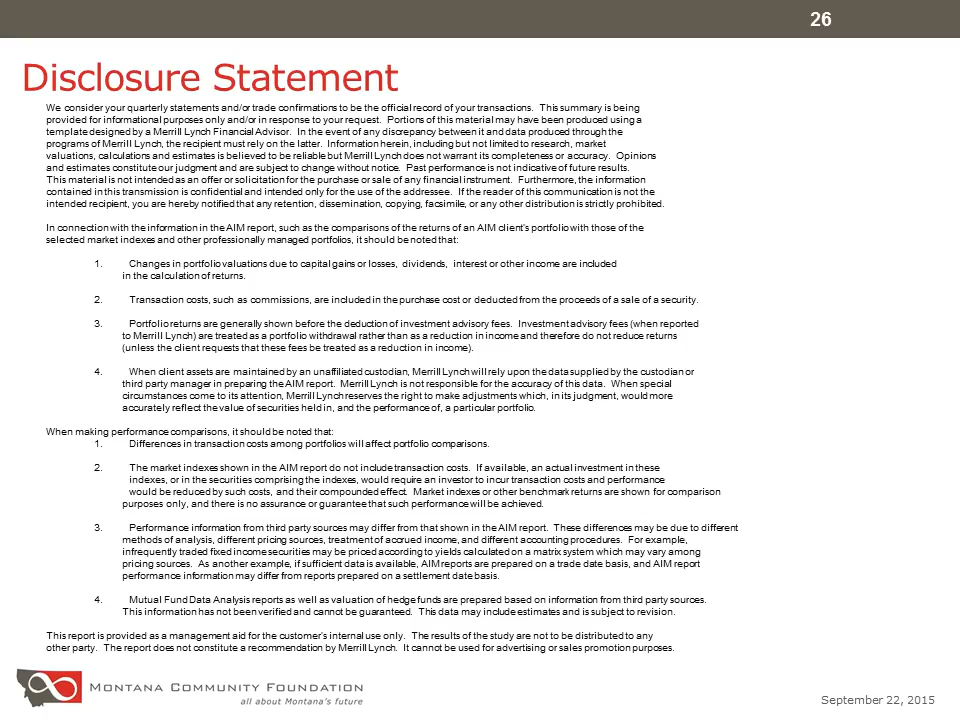 26
Disclosure Statement
We consider your quarterly statements and/or trade confirmations to be the official record of your transactions. This summary is being
provided for informational purposes only and/or in response to your request. Portions of this material may have been produced using a
template designed by a Merrill Lynch Financial Advisor. In the event of any discrepancy between it and data produced through the
programs of Merrill Lynch, the recipient must rely on the latter. Information herein, including but not limited to research, market
valuations, calculations and estimates is believed to be reliable but Merrill Lynch does not warrant its completeness or accuracy. Opinions
and estimates constitute our judgment and are subject to change without notice. Past performance is not indicative of future results.
This material is not intended as an offer or solicitation for the purchase or sale of any financial instrument. Furthermore, the information
contained in this transmission is confidential and intended only for the use of the addressee. If the reader of this communication is not the
intended recipient, you are hereby notified that any retention, dissemination, copying, facsimile, or any other distribution is strictly prohibited.
In connection with the information in the AIM report, such as the comparisons of the returns of an AIM client's portfolio with those of the
selected market indexes and other professionally managed portfolios, it should be noted that:
1. Changes in portfolio valuations due to capital gains or losses, dividends, interest or other income are included
in the calculation of returns.
2. Transaction costs, such as commissions, are included in the purchase cost or deducted from the proceeds of a sale of a security.
3. Portfolio returns are generally shown before the deduction of investment advisory fees. Investment advisory fees (when reported
to Merrill Lynch) are treated as a portfolio withdrawal rather than as a reduction in income and therefore do not reduce returns
(unless the client requests that these fees be treated as a reduction in income).
4. When client assets are maintained by an unaffiliated custodian, Merrill Lynch will rely upon the data supplied by the custodian or
third party manager in preparing the AIM report. Merrill Lynch is not responsible for the accuracy of this data. When special
circumstances come to its attention, Merrill Lynch reserves the right to make adjustments which, in its judgment, would more
accurately reflect the value of securities held in, and the performance of, a particular portfolio.
When making performance comparisons, it should be noted that:
1. Differences in transaction costs among portfolios will affect portfolio comparisons.
2. The market indexes shown in the AIM report do not include transaction costs. If available, an actual investment in these
indexes, or in the securities comprising the indexes, would require an investor to incur transaction costs and performance
would be reduced by such costs, and their compounded effect. Market indexes or other benchmark returns are shown for comparison
purposes only, and there is no assurance or guarantee that such performance will be achieved.
3. Performance information from third party sources may differ from that shown in the AIM report. These differences may be due to different
methods of analysis, different pricing sources, treatment of accrued income, and different accounting procedures. For example,
infrequently traded fixed income securities may be priced according to yields calculated on a matrix system which may vary among
pricing sources. As another example, if sufficient data is available, AIM reports are prepared on a trade date basis, and AIM report
performance information may differ from reports prepared on a settlement date basis.
4. Mutual Fund Data Analysis reports as well as valuation of hedge funds are prepared based on information from third party sources.
This information has not been verified and cannot be guaranteed. This data may include estimates and is subject to revision.
This report is provided as a management aid for the customer's internal use only. The results of the study are not to be distributed to any
other party. The report does not constitute a recommendation by Merrill Lynch. It cannot be used for advertising or sales promotion purposes.
Montana Community Foundation
all about Montana's future
September 22, 2015